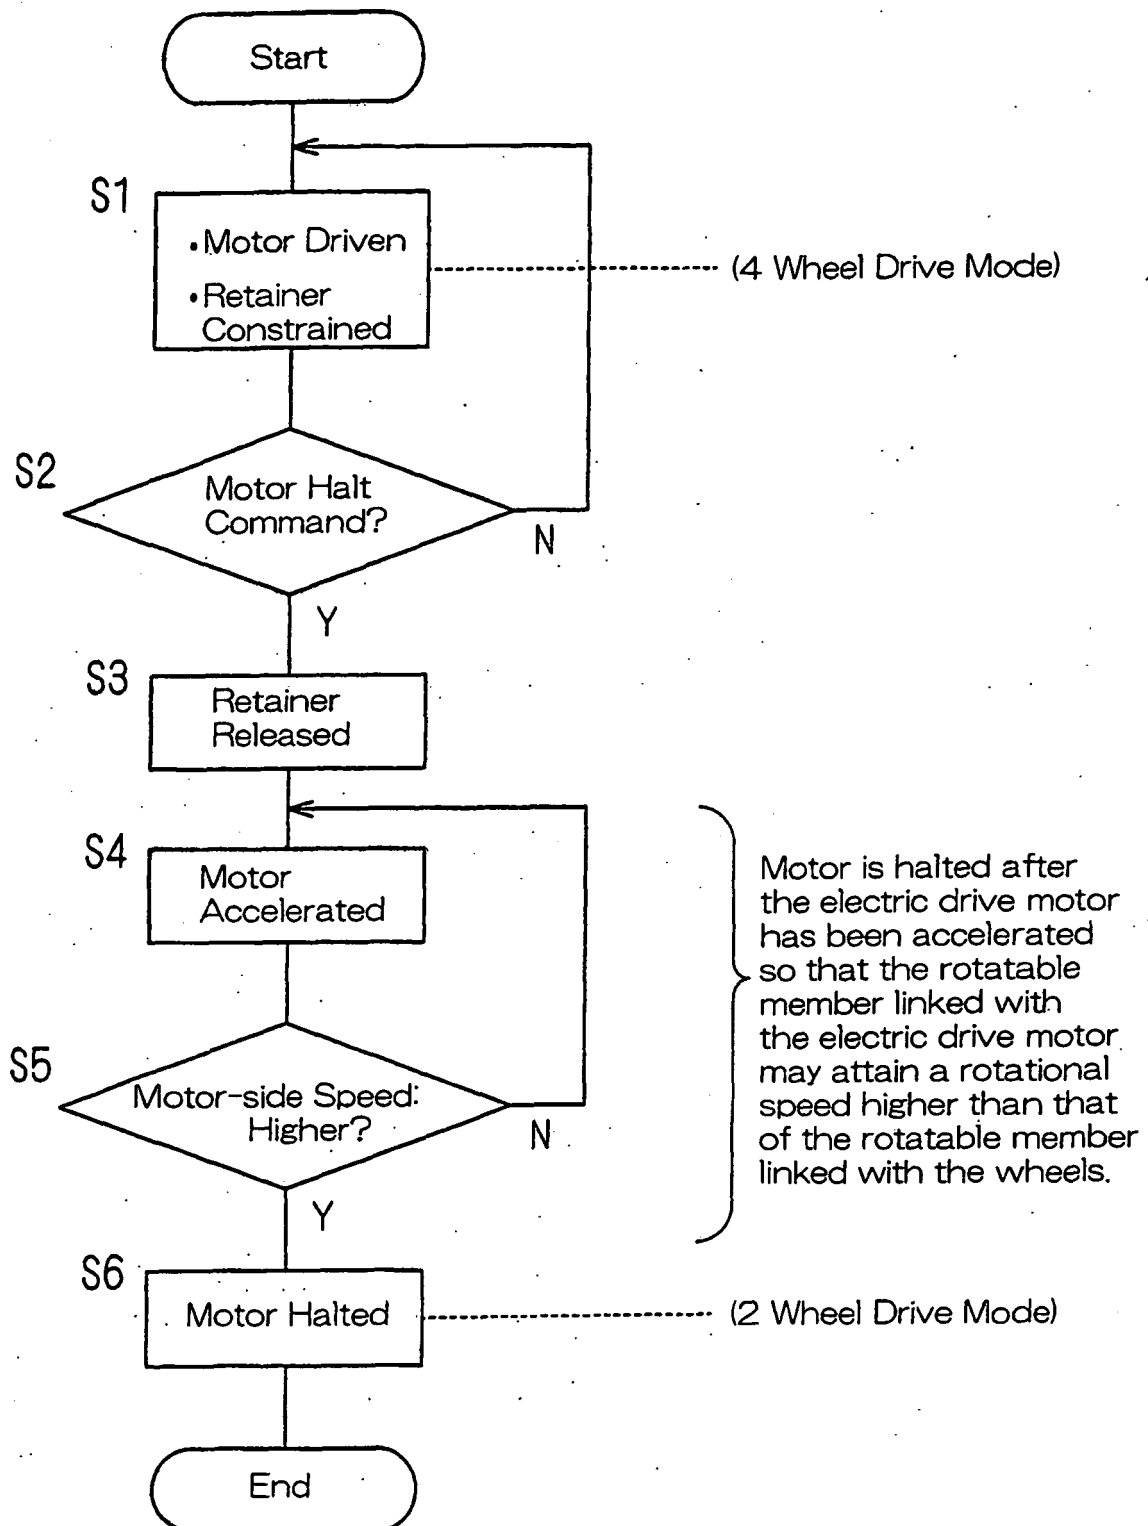 Start
S1
•Motor Driven
•Retainer
Constrained
(4 Wheel Drive Mode)
S2
Motor Halt
Command?
N
Y
S3
Retainer
Released
S4
Motor
Accelerated
Motor is halted after
the electric drive motor
has been accelerated
so that the rotatable
member linked with
the electric drive motor
may attain a rotational
speed higher than that
of the rotatable member
linked with the wheels.
S5
Motor-side Speed:
Higher?
N
Y
S6
Motor Halted
(2 Wheel Drive Mode)
End